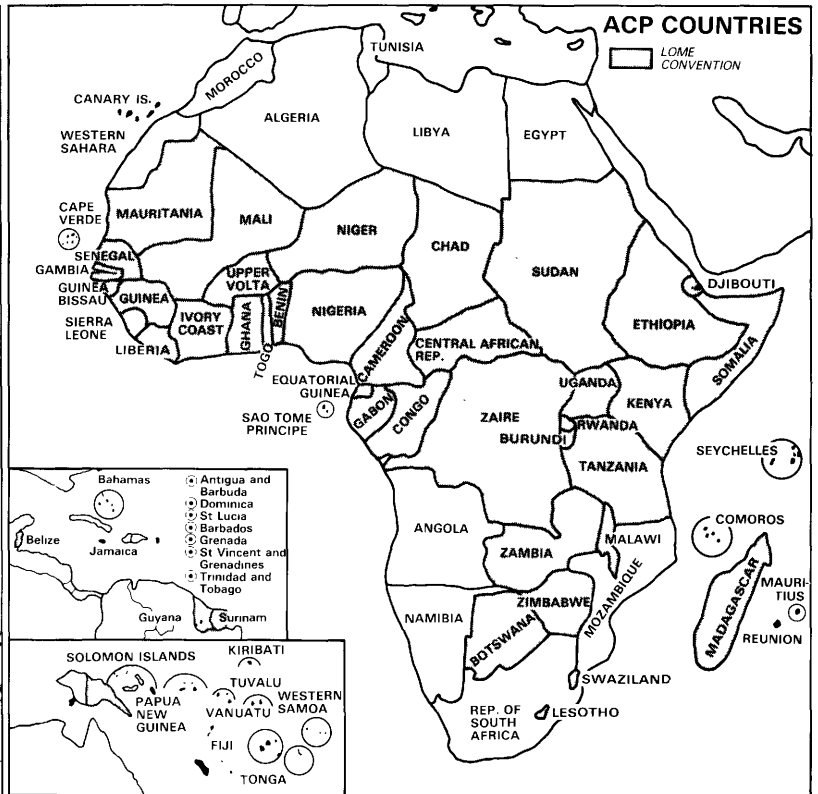 ACP COUNTRIES
LOME
CONVENTION
TUNISIA
MOROCCO
CANARY IS.
ALGERIA
LIBYA
EGYPT
WESTERN
SAHARA
CAPE
VERDE
MAURITANIA
MALI
NIGER
CHAD
SUDAN
SENEGAL
GAMBIA
GUINEA
BISSAU
GUINEA
UPPER
VOLTA
DJIBOUTI
SIERRA
LEONE
IVORY
COAST
GHANA
TOGO
BENIN
NIGERIA
CAMEROON
CENTRAL AFRICAN
REP.
ETHIOPIA
SOMALIA
LIBERIA
EQUATORIAL
GUINEA
SAO TOME
PRINCIPE
GABON
CONGO
ZAIRE
UGANDA
KENYA
RWANDA
BURUNDI
TANZANIA
SEYCHELLES
COMOROS
ANGOLA
ZAMBIA
MALAWI
MOZAMBIQUE
MADAGASCAR
MAURI-
TIUS
REUNION
NAMIBIA
ZIMBABWE
BOTSWANA
SWAZILAND
LESOTHO
REP. OF
SOUTH
AFRICA
Bahamas
Antigua and
Barbuda
Dominica
St Lucia
Barbados
Grenada
St Vincent and
Grenadines
Trinidad and
Tobago
Belize
Jamaica
Guyana
Surinam
SOLOMON ISLANDS
KIRIBATI
TUVALU
PAPUA
NEW
GUINEA
VANUATU
WESTERN
SAMOA
FIJI
TONGA